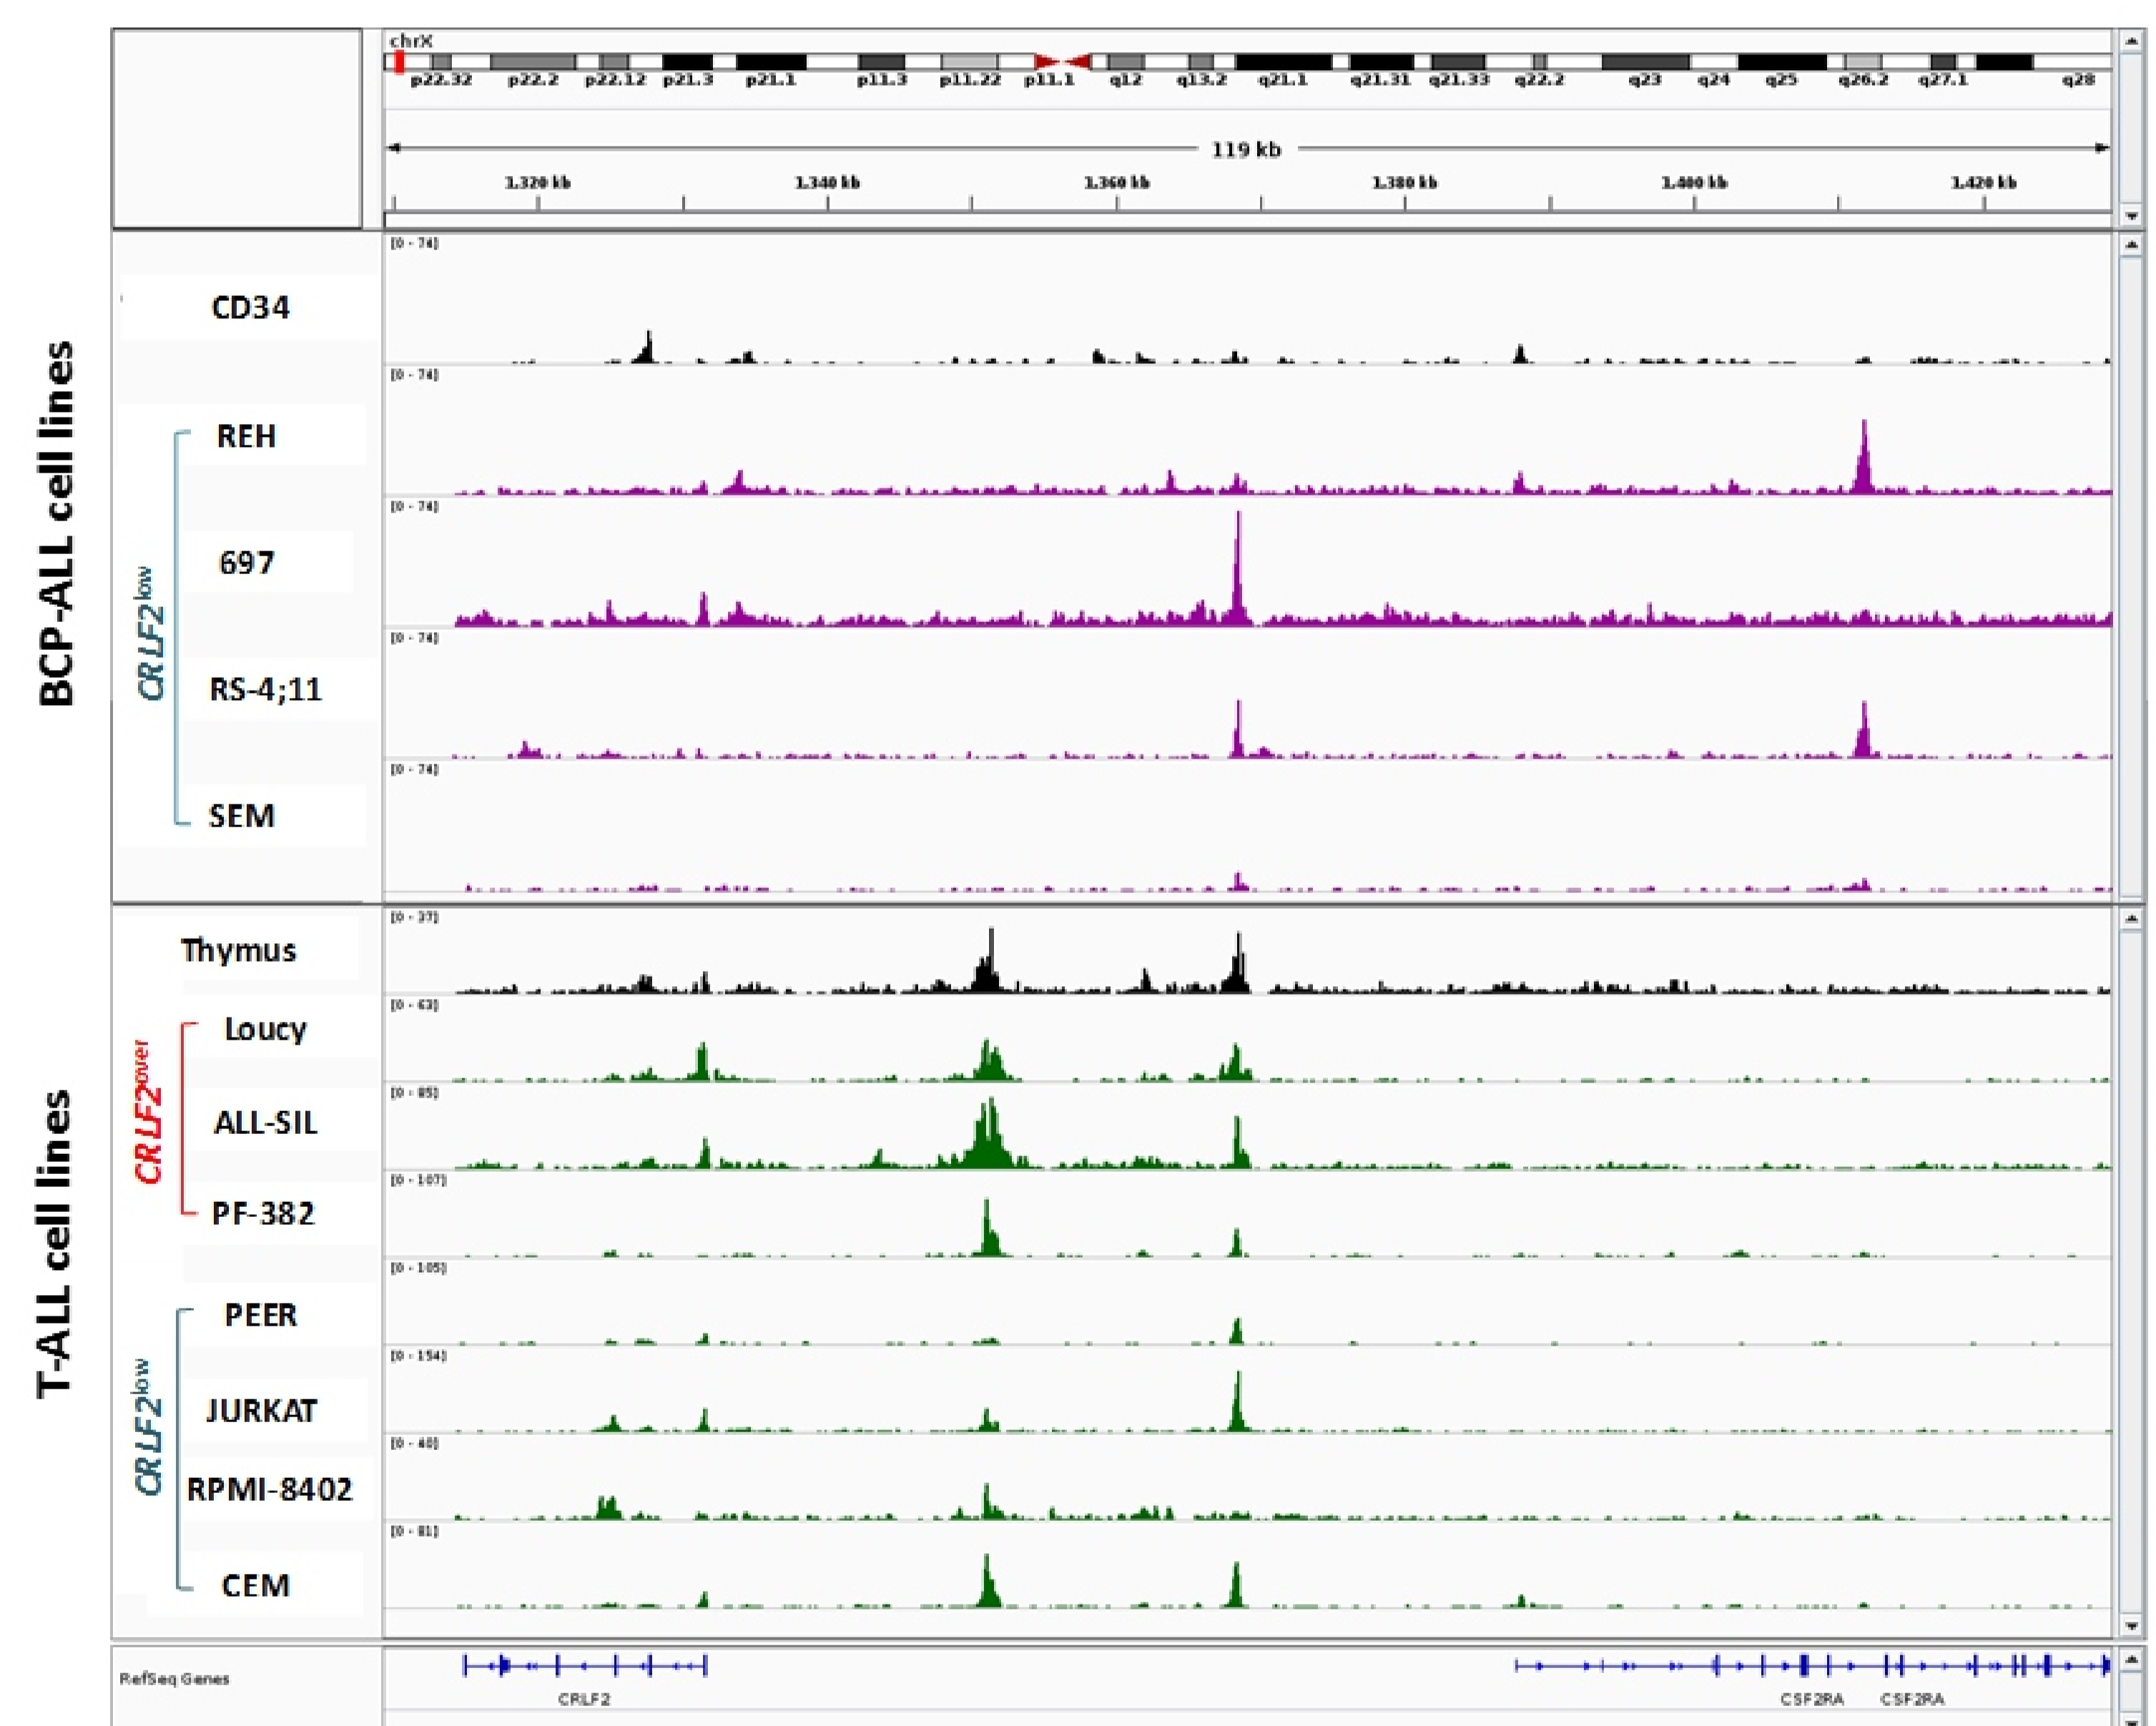 chrX
p22.32 p22.2 p22.12 p21.3 p21.1 p11.3 p11.22 p11.1 q12 q13.2 q21.1 q21.31 q21.33 q22.2 q23 q24 q25 q26.2 q27.1 q28
119 kb
1.320 kb 1.340 kb 1.360 kb 1.380 kb 1.400 kb 1.420 kb
BCP-ALL cell lines
[0 - 74]
CD34
[0 - 74]
CRLF2low
REH
[0 - 74]
697
[0 - 74]
RS-4;11
[0 - 74]
SEM
T-ALL cell lines
[0 - 37]
Thymus
[0 - 63]
CRLF2over
Loucy
[0 - 85]
ALL-SIL
[0 - 107]
PF-382
[0 - 105]
CRLF2low
PEER
[0 - 154]
JURKAT
[0 - 40]
RPMI-8402
[0 - 81]
CEM
RefSeq Genes
CRLF2 CSF2RA CSF2RA